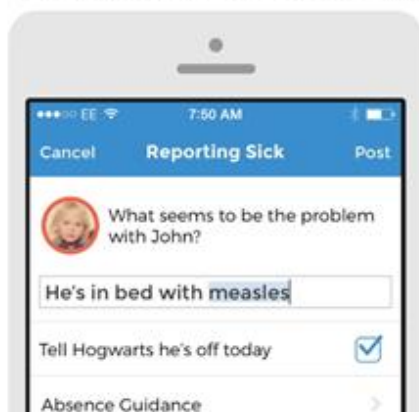 EE 7:50 AM
Cancel Reporting Sick Post
What seems to be the problem
with John?
He's in bed with measles
Tell Hogwarts he's off today
Absence Guidance